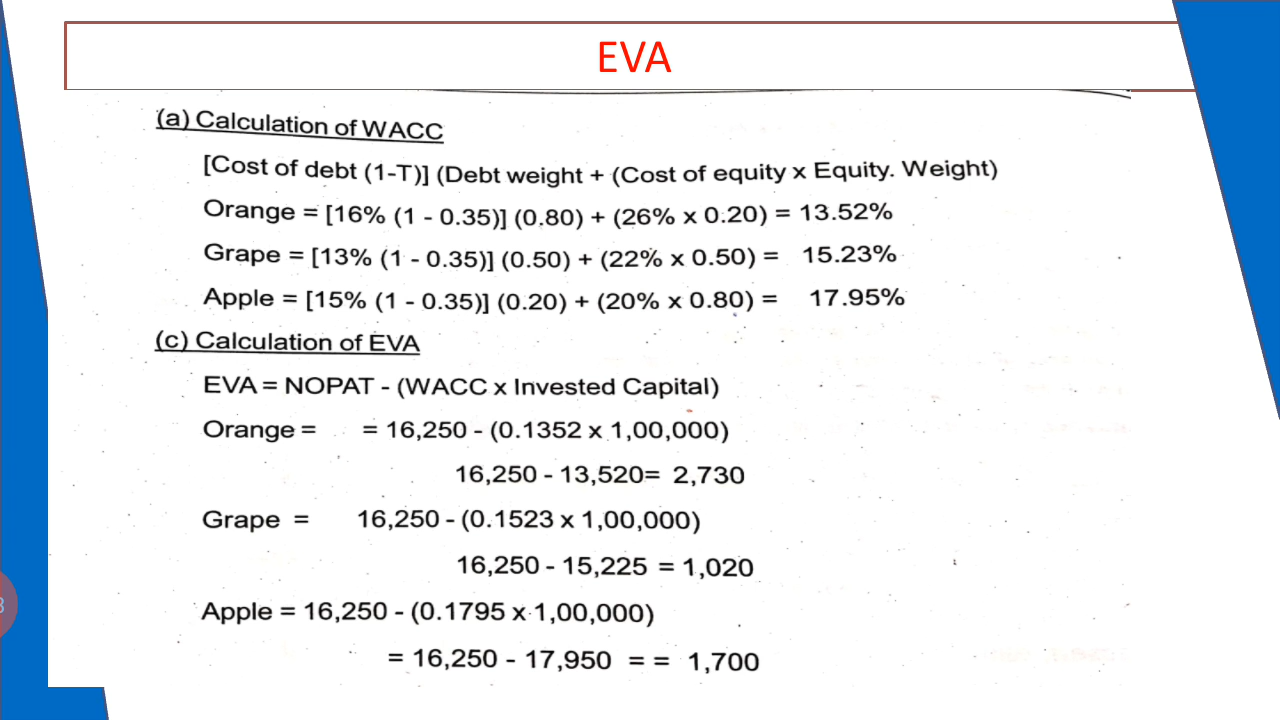 EVA
(a) Calculation of WACC
[Cost of debt (1-T)] (Debt weight + (Cost of equity x Equity. Weight)
Orange = [16% (1 - 0.35)] (0.80) + (26% x 0.20) = 13.52%
Grape = [13% (1 - 0.35)] (0.50) + (22% x 0.50) = 15.23%
Apple = [15% (1 - 0.35)] (0.20) + (20% x 0.80) = 17.95%
(c) Calculation of EVA
EVA = NOPAT - (WACC x Invested Capital)
Orange = = 16,250 - (0.1352 x 1,00,000)
16,250 - 13,520= 2,730
Grape = 16,250 - (0.1523 x 1,00,000)
16,250 - 15,225 = 1,020
Apple = 16,250 - (0.1795 x 1,00,000)
= 16,250 - 17,950 = = 1,700